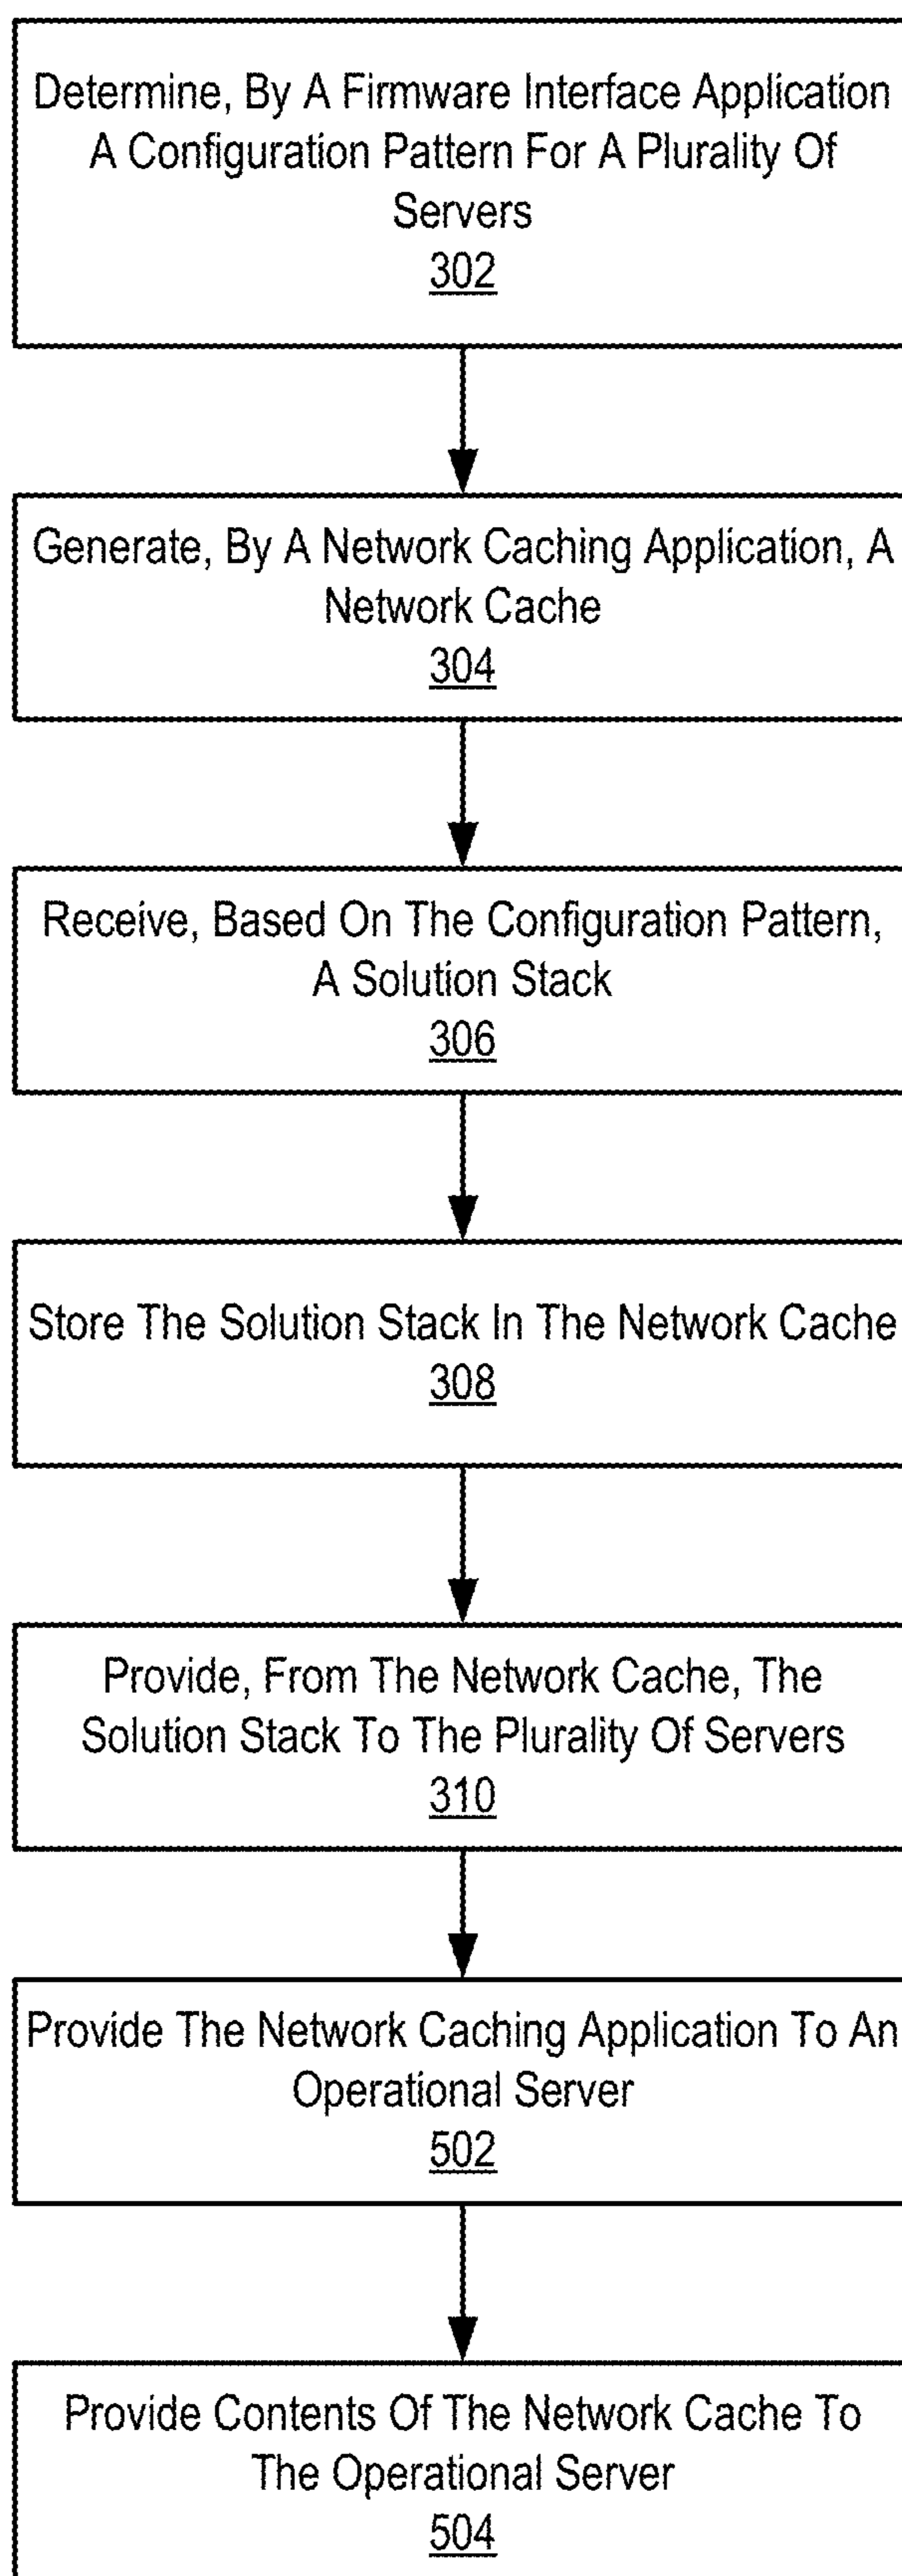 Determine, By A Firmware Interface Application
A Configuration Pattern For A Plurality Of
Servers
302
Generate, By A Network Caching Application, A
Network Cache
304
Receive, Based On The Configuration Pattern,
A Solution Stack
306
Store The Solution Stack In The Network Cache
308
Provide, From The Network Cache, The
Solution Stack To The Plurality Of Servers
310
Provide The Network Caching Application To An
Operational Server
502
Provide Contents Of The Network Cache To
The Operational Server
504